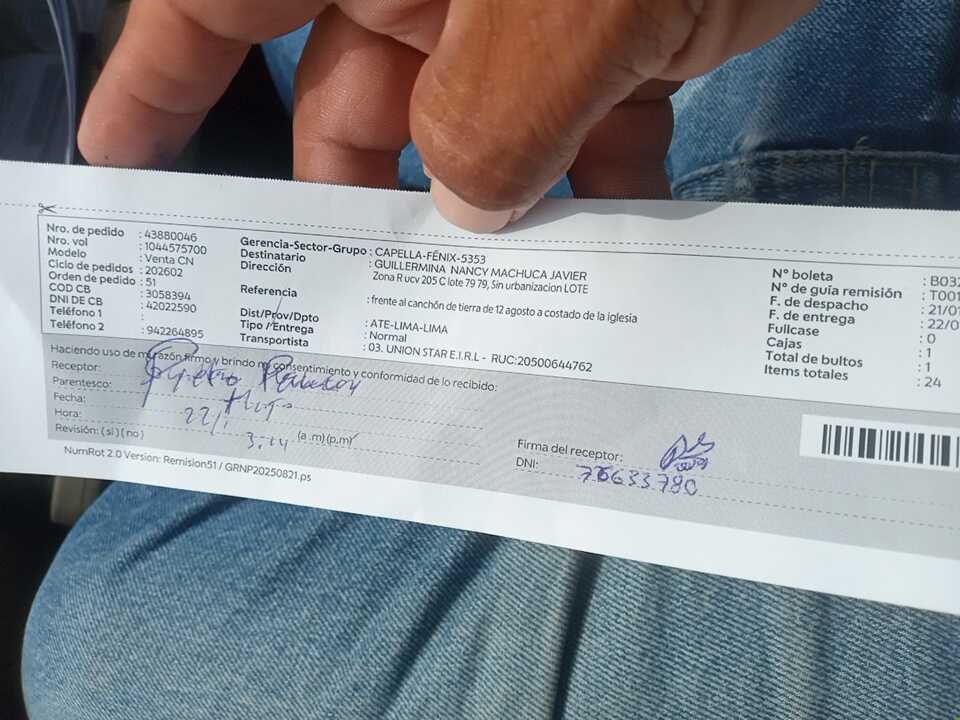 Nro. de pedido : 43880046
Nro. vol : 1044575700
Modelo : Venta CN
Ciclo de pedidos : 202602
Orden de pedido : 51
COD CB : 3058394
DNI DE CB : 42022590
Teléfono 1 :
Teléfono 2 : 942264895
Gerencia-Sector-Grupo : CAPELLA-FÉNIX-5353
Destinatario : GUILLERMINA NANCY MACHUCA JAVIER
Dirección Zona R ucv 205 C lote 79 79, Sin urbanizacion LOTE
Referencia : frente al canchón de tierra de 12 agosto a costado de la iglesia
Dist/Prov/Dpto : ATE-LIMA-LIMA
Tipo Entrega : Normal
Transportista : 03. UNION STAR E.I.R.L - RUC:20500644762
N° boleta : B032
N° de guía remisión : T001
F. de despacho : 21/01
F. de entrega : 22/0
Fullcase : 0
Cajas : 1
Total de bultos : 1
Items totales : 24
Haciendo uso de mi razón firmo y brindo mi consentimiento y conformidad de lo recibido:
Receptor:
Parentesco:
Fecha: 22/1
Hora: 3:14 (a.m)(p.m)
Revisión: (si)(no)
Firma del receptor:
DNI: 76633780
NumRot 2.0 Version: Remision51 / GRNP20250821.ps